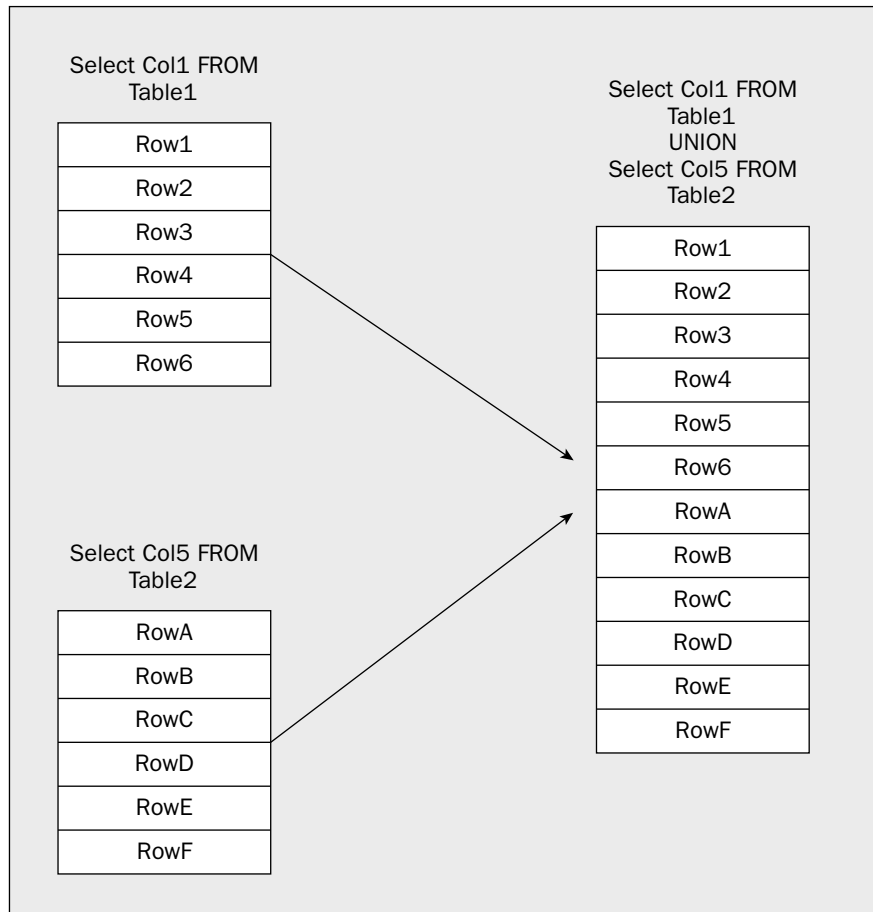 Select Col1 FROM
Table1
Row1
Row2
Row3
Row4
Row5
Row6
Select Col5 FROM
Table2
RowA
RowB
RowC
RowD
RowE
RowF
Select Col1 FROM
Table1
UNION
Select Col5 FROM
Table2
Row1
Row2
Row3
Row4
Row5
Row6
RowA
RowB
RowC
RowD
RowE
RowF